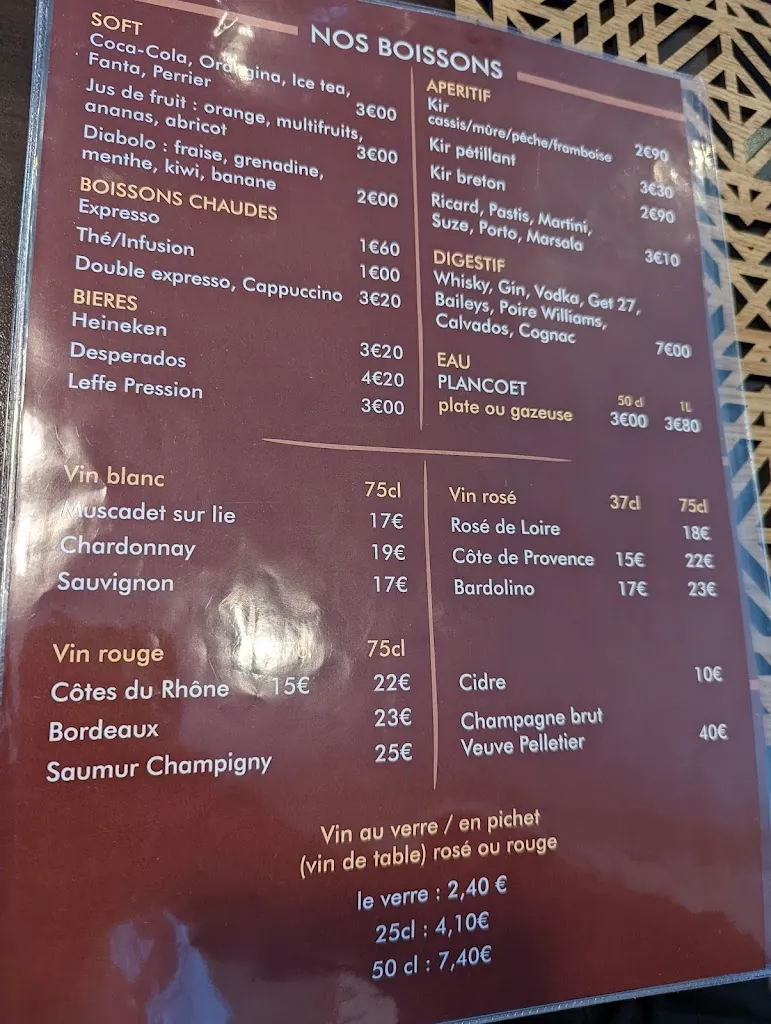 NOS BOISSONS
SOFT
Coca-Cola, Orangina, Ice tea,
Fanta, Perrier 3€00
Jus de fruit : orange, multifruits,
ananas, abricot 3€00
Diabolo : fraise, grenadine,
menthe, kiwi, banane 2€00
BOISSONS CHAUDES
Expresso 1€60
Thé/Infusion 1€00
Double expresso, Cappuccino 3€20
BIERES
Heineken 3€20
Desperados 4€20
Leffe Pression 3€00
APERITIF
Kir
cassis/mûre/pêche/framboise 2€90
Kir pétillant 3€30
Kir breton 2€90
Ricard, Pastis, Martini,
Suze, Porto, Marsala 3€10
DIGESTIF
Whisky, Gin, Vodka, Get 27,
Baileys, Poire Williams,
Calvados, Cognac 7€00
EAU
PLANCOET 50 cl 1L
plate ou gazeuse 3€00 3€80
Vin blanc 75cl
Muscadet sur lie 17€
Chardonnay 19€
Sauvignon 17€
Vin rosé 37cl 75cl
Rosé de Loire 18€
Côte de Provence 15€ 22€
Bardolino 17€ 23€
Vin rouge 75cl
Côtes du Rhône 15€ 22€
Bordeaux 23€
Saumur Champigny 25€
Cidre 10€
Champagne brut
Veuve Pelletier 40€
Vin au verre / en pichet
(vin de table) rosé ou rouge
le verre : 2,40 €
25cl : 4,10€
50 cl : 7,40€